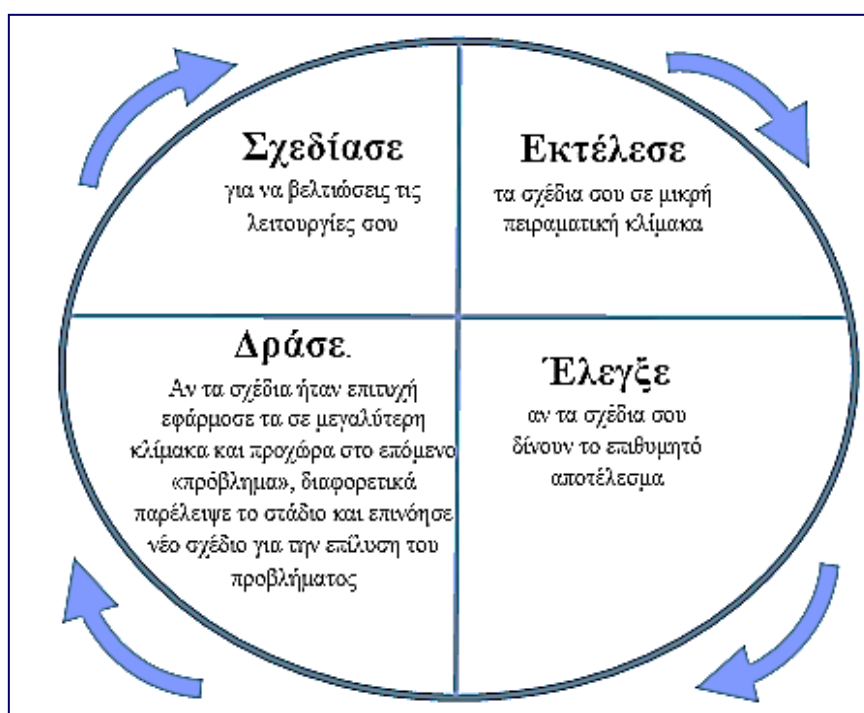 Σχεδίασε
για να βελτιώσεις τις
λειτουργίες σου
Εκτέλεσε
τα σχέδια σου σε μικρή
πειραματική κλίμακα
Δράσε.
Αν τα σχέδια ήταν επιτυχή
εφάρμοσε τα σε μεγαλύτερη
κλίμακα και προχώρα στο επόμενο
«πρόβλημα», διαφορετικά
παρέλειψε το στάδιο και επινόησε
νέο σχέδιο για την επίλυση του
προβλήματος
Έλεγξε
αν τα σχέδια σου
δίνουν το επιθυμητό
αποτέλεσμα